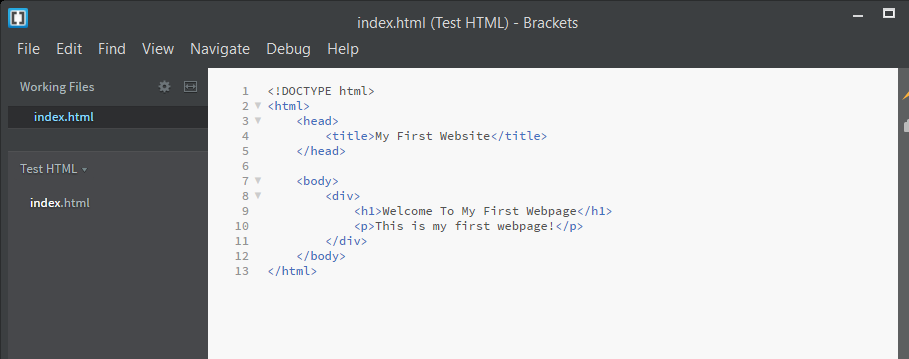 index.html (Test HTML) - Brackets
File Edit Find View Navigate Debug Help
Working Files
index.html
Test HTML
index.html
1 <!DOCTYPE html>
2 <html>
3     <head>
4         <title>My First Website</title>
5     </head>
6
7     <body>
8         <div>
9             <h1>Welcome To My First Webpage</h1>
10             <p>This is my first webpage!</p>
11         </div>
12     </body>
13 </html>